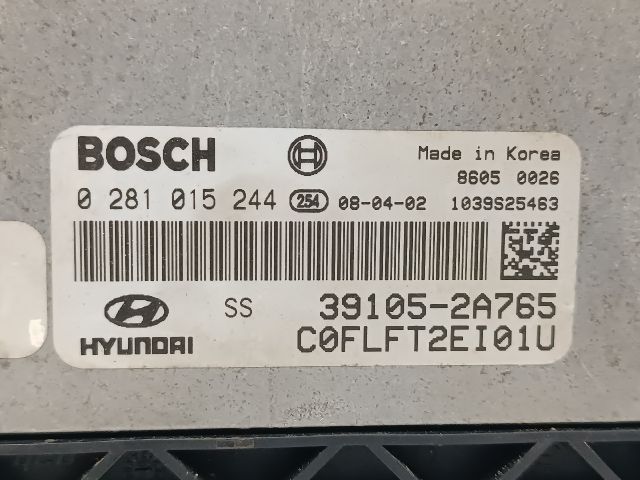 BOSCH
Made in Korea
8605 0026
0 281 015 244 254 08-04-02 1039S25463
SS 39105-2A765
HYUNDAI C0FLFT2EI01U